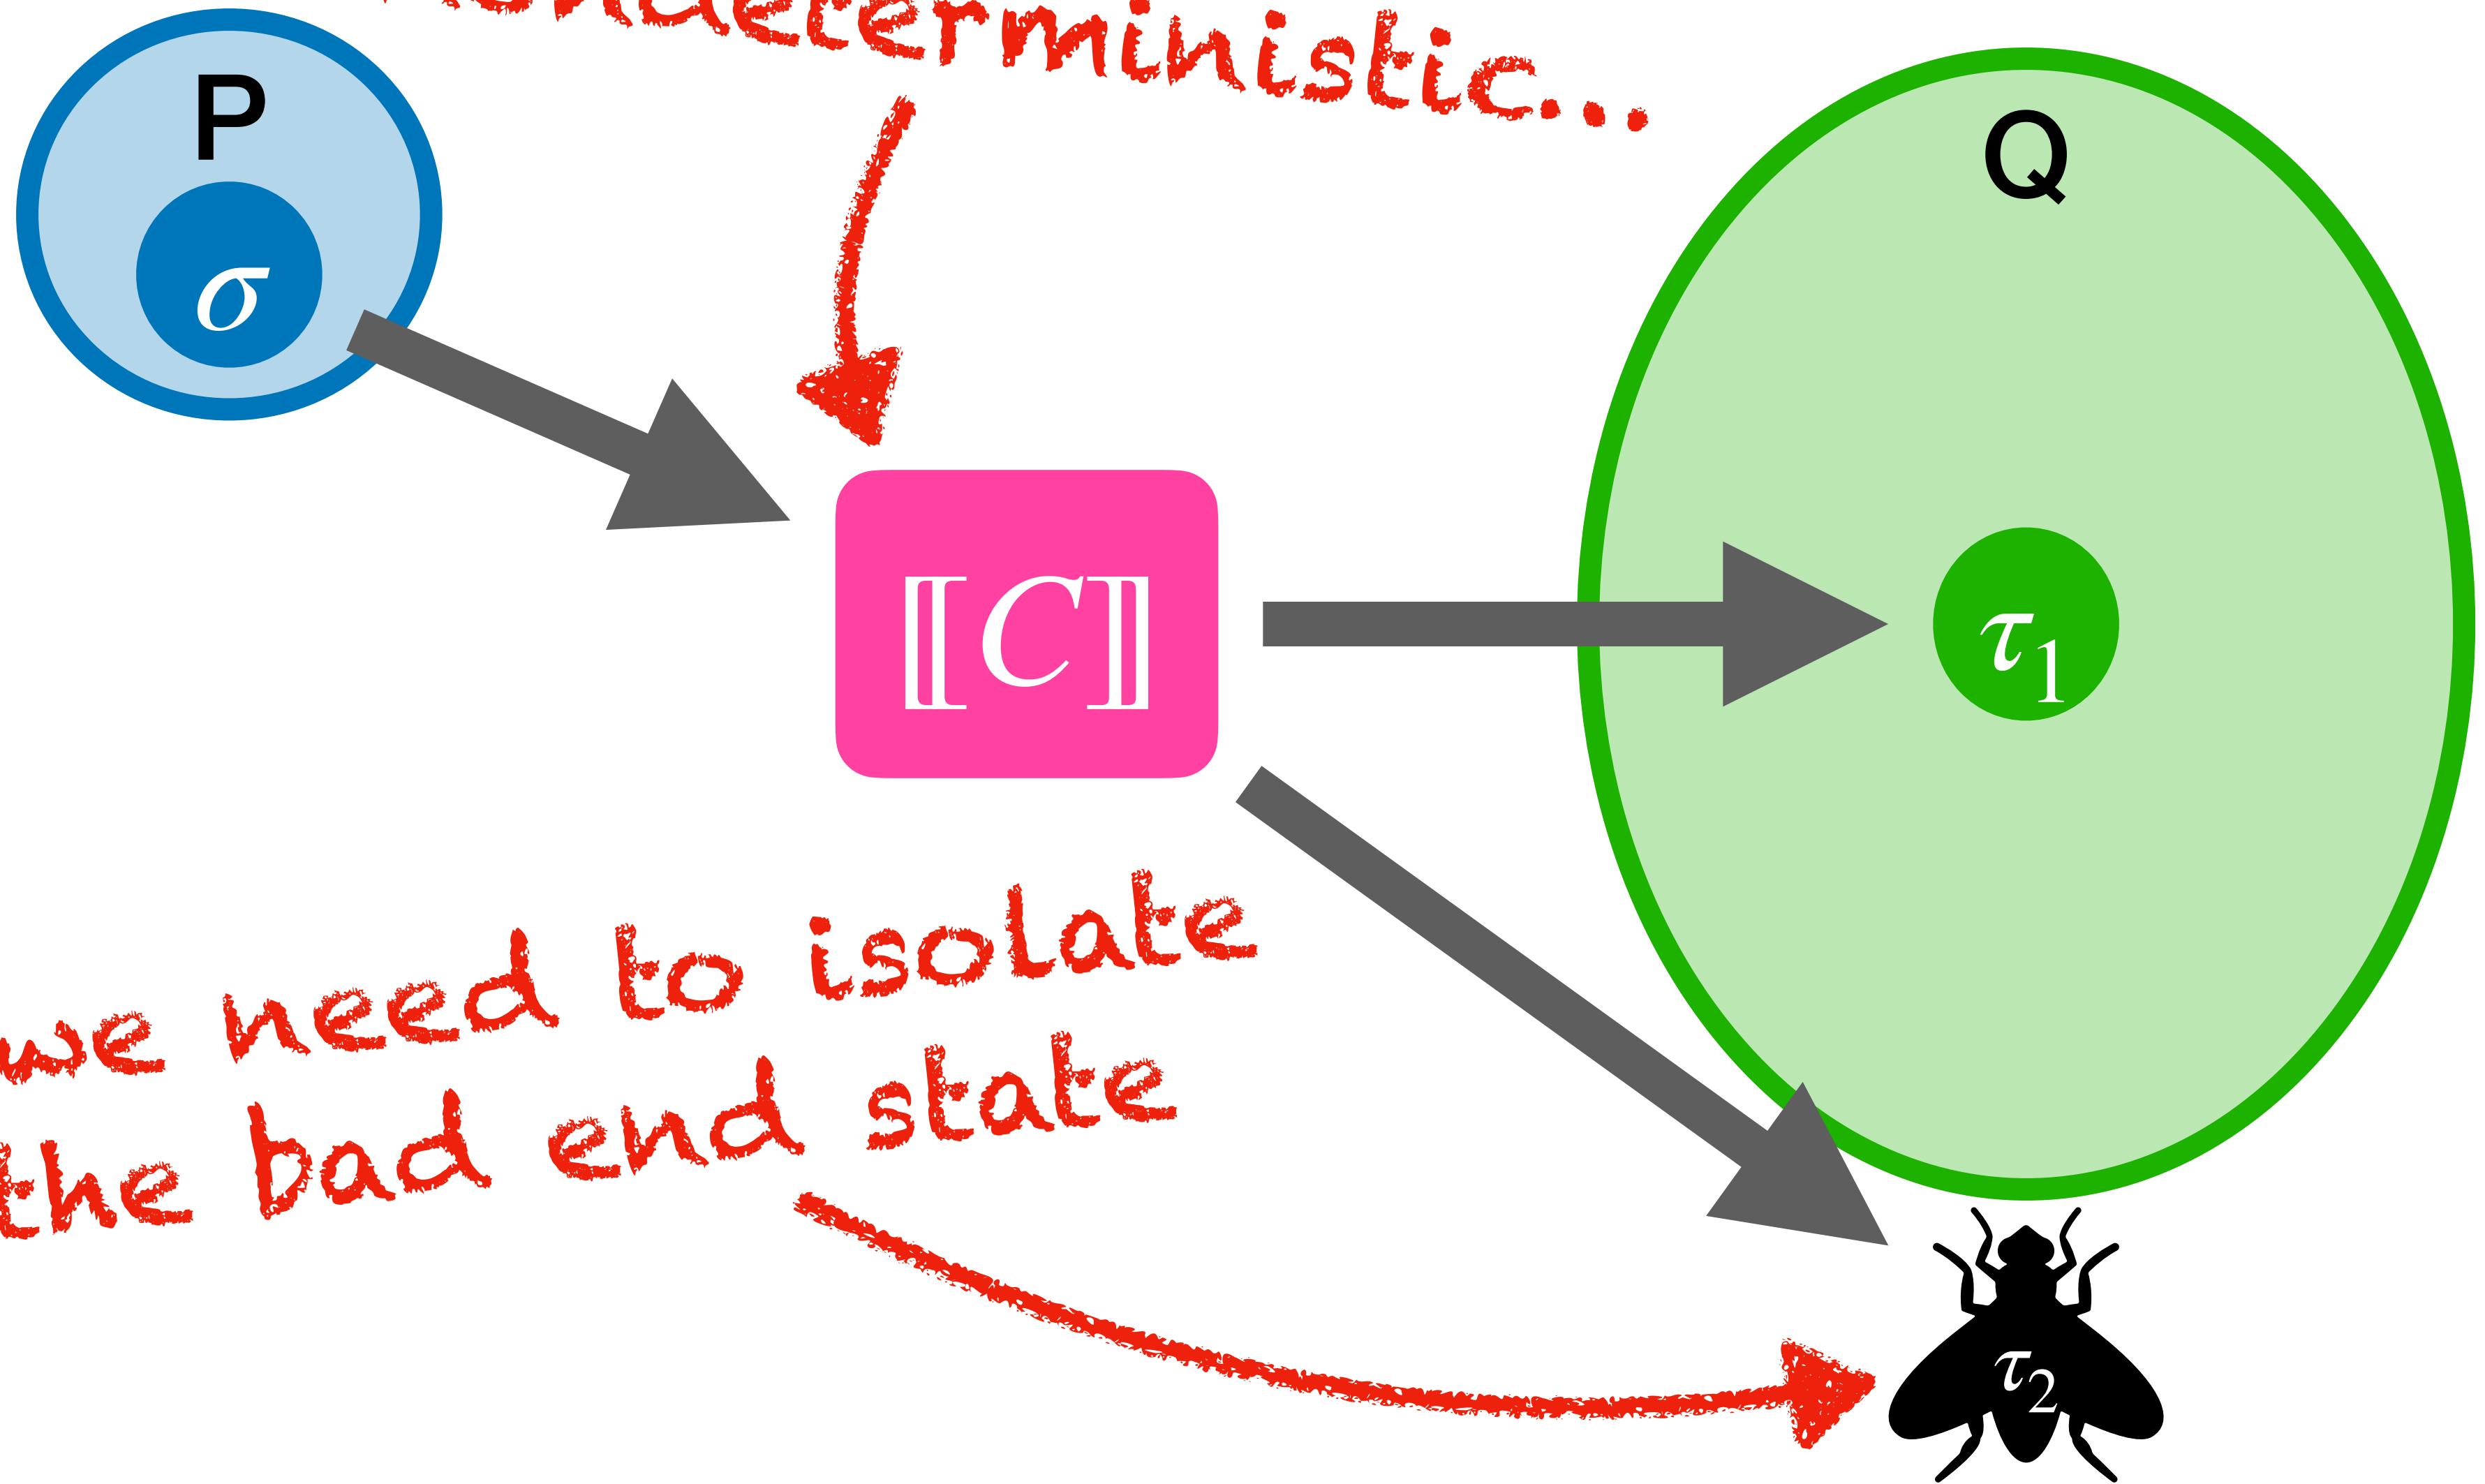 nondeterministic...
P
Q
σ
⟦C⟧
τ1
we need to isolate
the bad end state
τ2